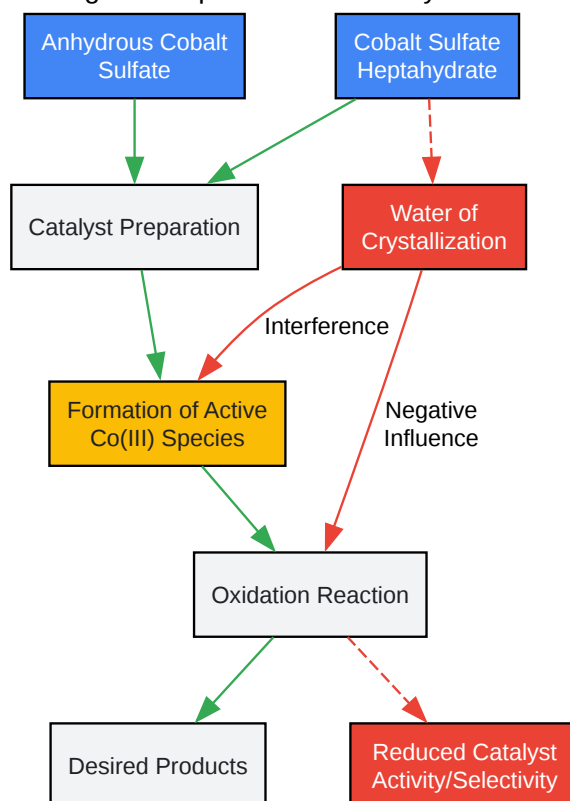 Anhydrous Cobalt
Sulfate
Cobalt Sulfate
Heptahydrate
Catalyst Preparation
Water of
Crystallization
Interference
Formation of Active
Co(III) Species
Negative
Influence
Oxidation Reaction
Desired Products
Reduced Catalyst
Activity/Selectivity